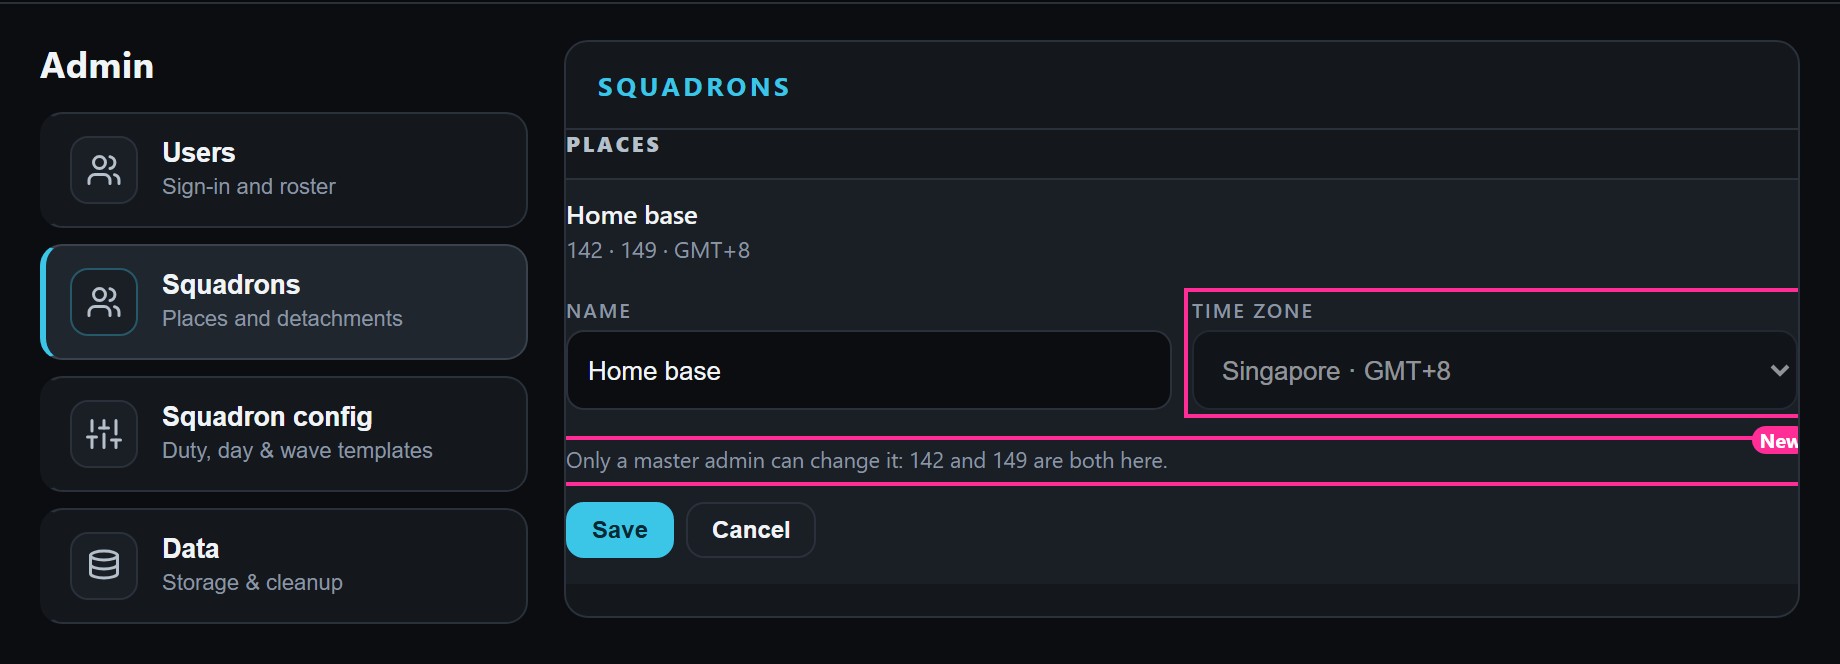 Admin
Users
Sign-in and roster
Squadrons
Places and detachments
Squadron config
Duty, day & wave templates
Data
Storage & cleanup
SQUADRONS
PLACES
Home base
142 · 149 · GMT+8
NAME
Home base
TIME ZONE
Singapore · GMT+8
New
Only a master admin can change it: 142 and 149 are both here.
Save
Cancel